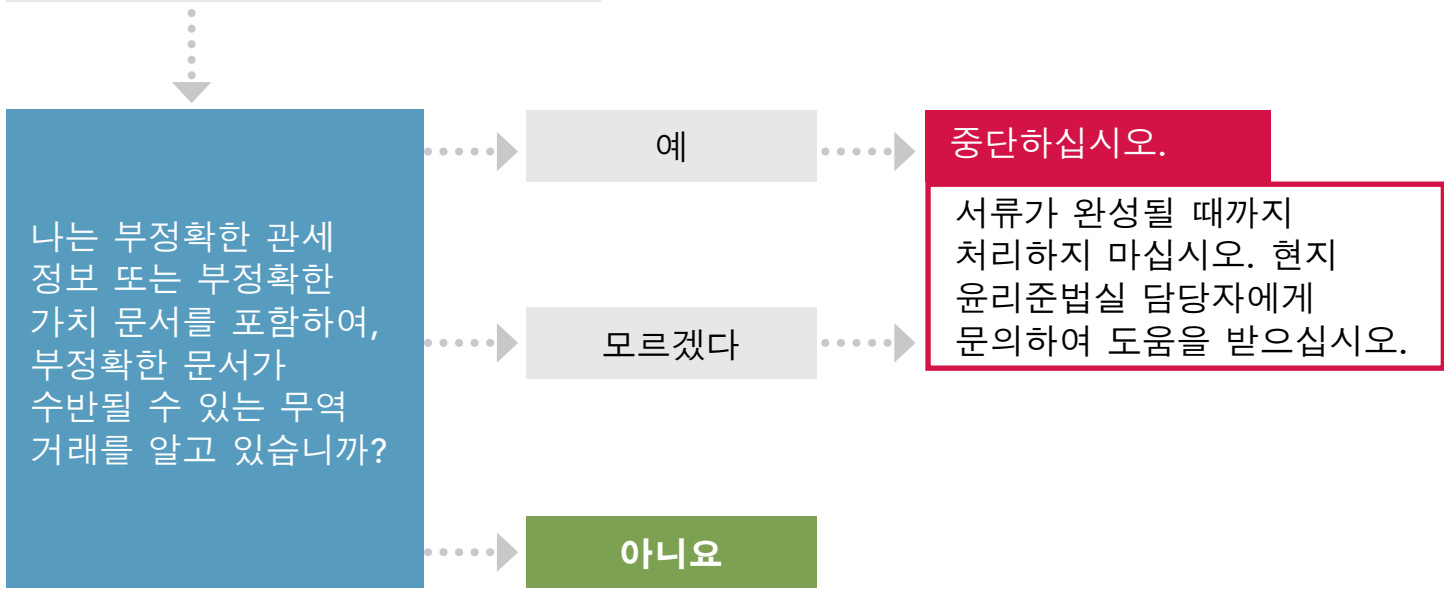 나는 부정확한 관세
정보 또는 부정확한
가치 문서를 포함하여,
부정확한 문서가
수반될 수 있는 무역
거래를 알고 있습니까?
예
중단하십시오.
서류가 완성될 때까지
처리하지 마십시오. 현지
윤리준법실 담당자에게
문의하여 도움을 받으십시오.
모르겠다
아니요